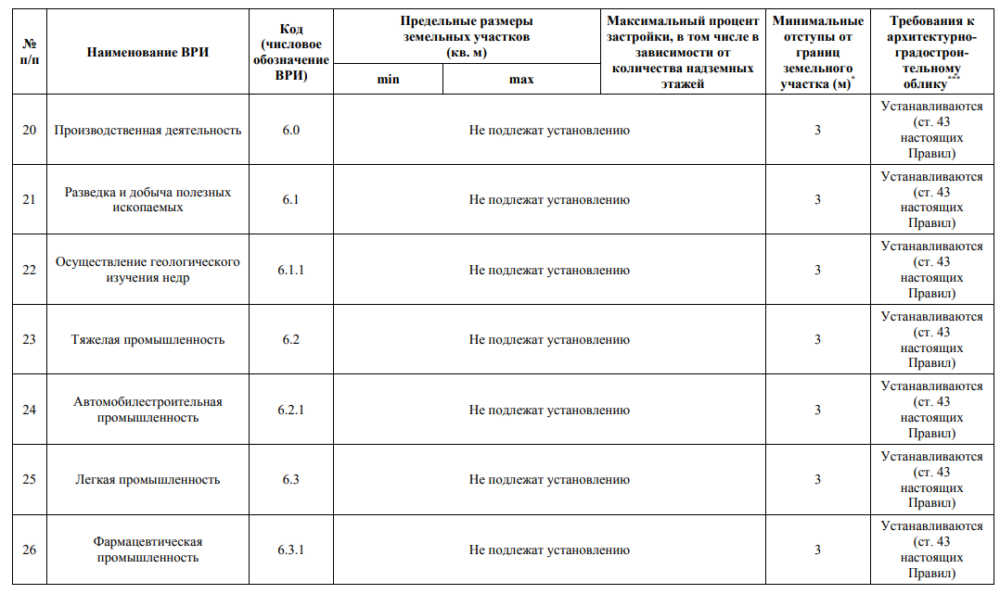 №
п/п
Наименование ВРИ
Код
(числовое
обозначение
ВРИ)
Предельные размеры
земельных участков
(кв. м)
min
max
Максимальный процент
застройки, в том числе в
зависимости от
количества надземных
этажей
Минимальные
отступы от
границ
земельного
участка (м)*
Требования к
архитектурно-
градострои-
тельному
облику***
20
Производственная деятельность
6.0
Не подлежат установлению
3
Устанавливаются
(ст. 43
настоящих
Правил)
21
Разведка и добыча полезных
ископаемых
6.1
Не подлежат установлению
3
Устанавливаются
(ст. 43
настоящих
Правил)
22
Осуществление геологического
изучения недр
6.1.1
Не подлежат установлению
3
Устанавливаются
(ст. 43
настоящих
Правил)
23
Тяжелая промышленность
6.2
Не подлежат установлению
3
Устанавливаются
(ст. 43
настоящих
Правил)
24
Автомобилестроительная
промышленность
6.2.1
Не подлежат установлению
3
Устанавливаются
(ст. 43
настоящих
Правил)
25
Легкая промышленность
6.3
Не подлежат установлению
3
Устанавливаются
(ст. 43
настоящих
Правил)
26
Фармацевтическая
промышленность
6.3.1
Не подлежат установлению
3
Устанавливаются
(ст. 43
настоящих
Правил)